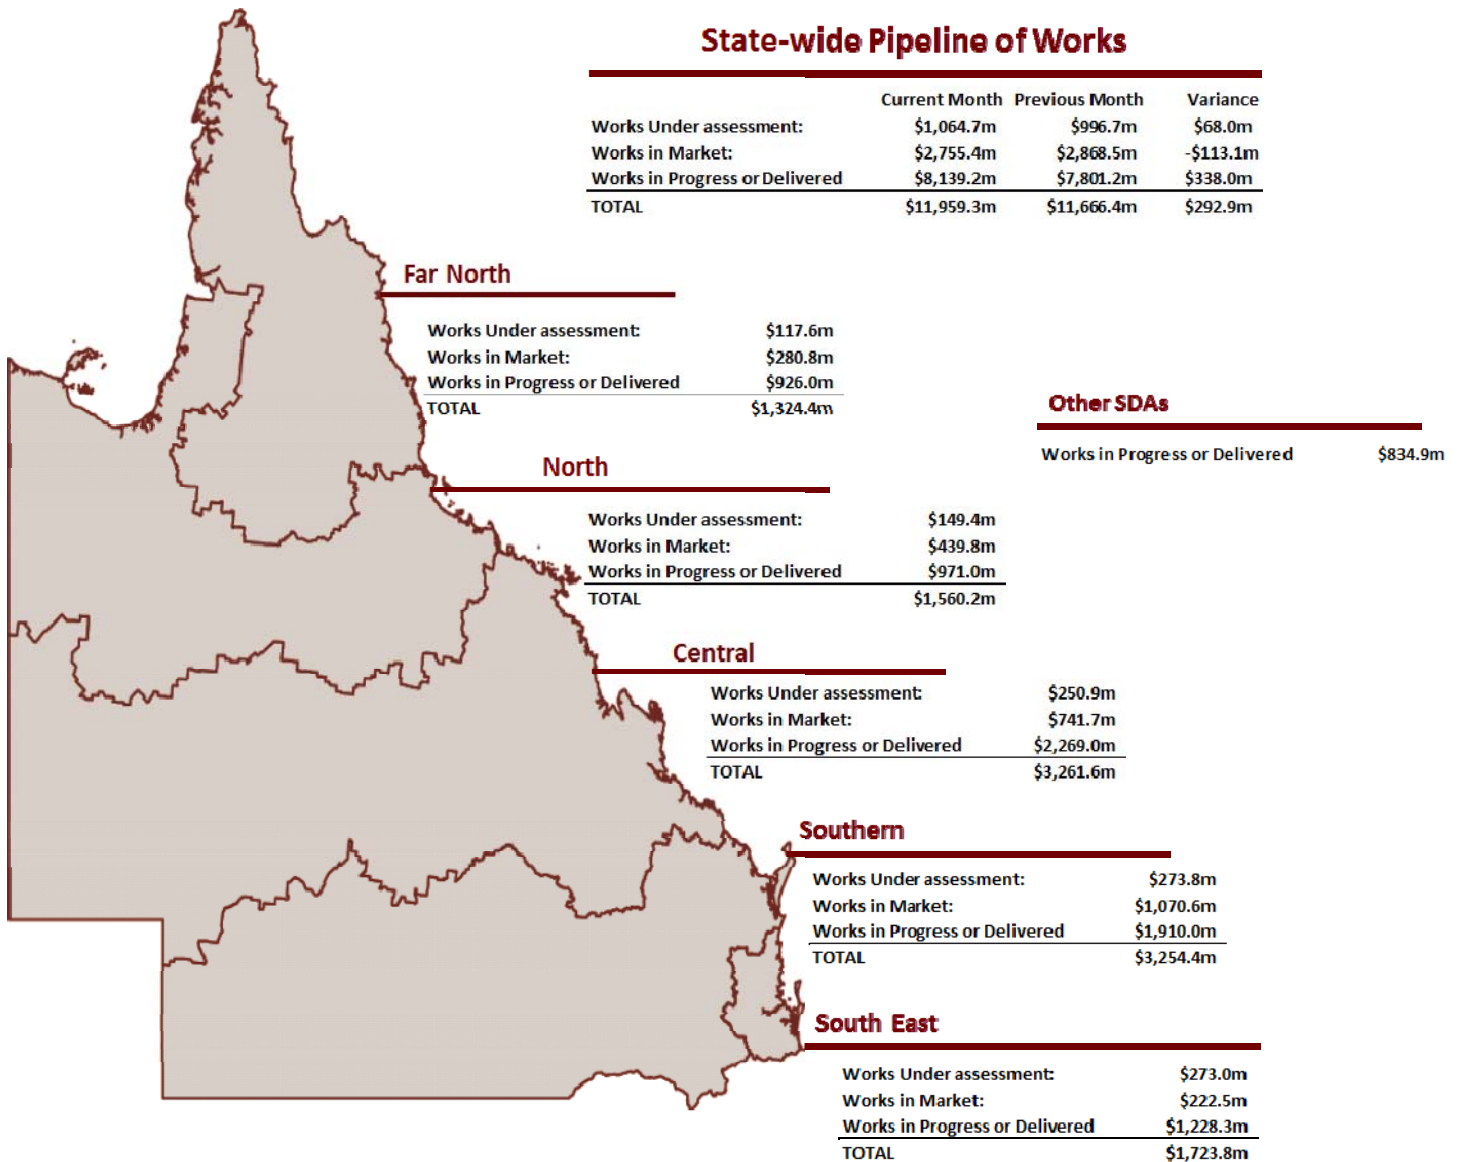 State-wide Pipeline of Works
Current Month Previous Month Variance
Works Under assessment: $1,064.7m $996.7m $68.0m
Works in Market: $2,755.4m $2,868.5m -$113.1m
Works in Progress or Delivered $8,139.2m $7,801.2m $338.0m
TOTAL $11,959.3m $11,666.4m $292.9m
Far North
Works Under assessment: $117.6m
Works in Market: $280.8m
Works in Progress or Delivered $926.0m
TOTAL $1,324.4m
Other SDAs
Works in Progress or Delivered $834.9m
North
Works Under assessment: $149.4m
Works in Market: $439.8m
Works in Progress or Delivered $971.0m
TOTAL $1,560.2m
Central
Works Under assessment: $250.9m
Works in Market: $741.7m
Works in Progress or Delivered $2,269.0m
TOTAL $3,261.6m
Southern
Works Under assessment: $273.8m
Works in Market: $1,070.6m
Works in Progress or Delivered $1,910.0m
TOTAL $3,254.4m
South East
Works Under assessment: $273.0m
Works in Market: $222.5m
Works in Progress or Delivered $1,228.3m
TOTAL $1,723.8m